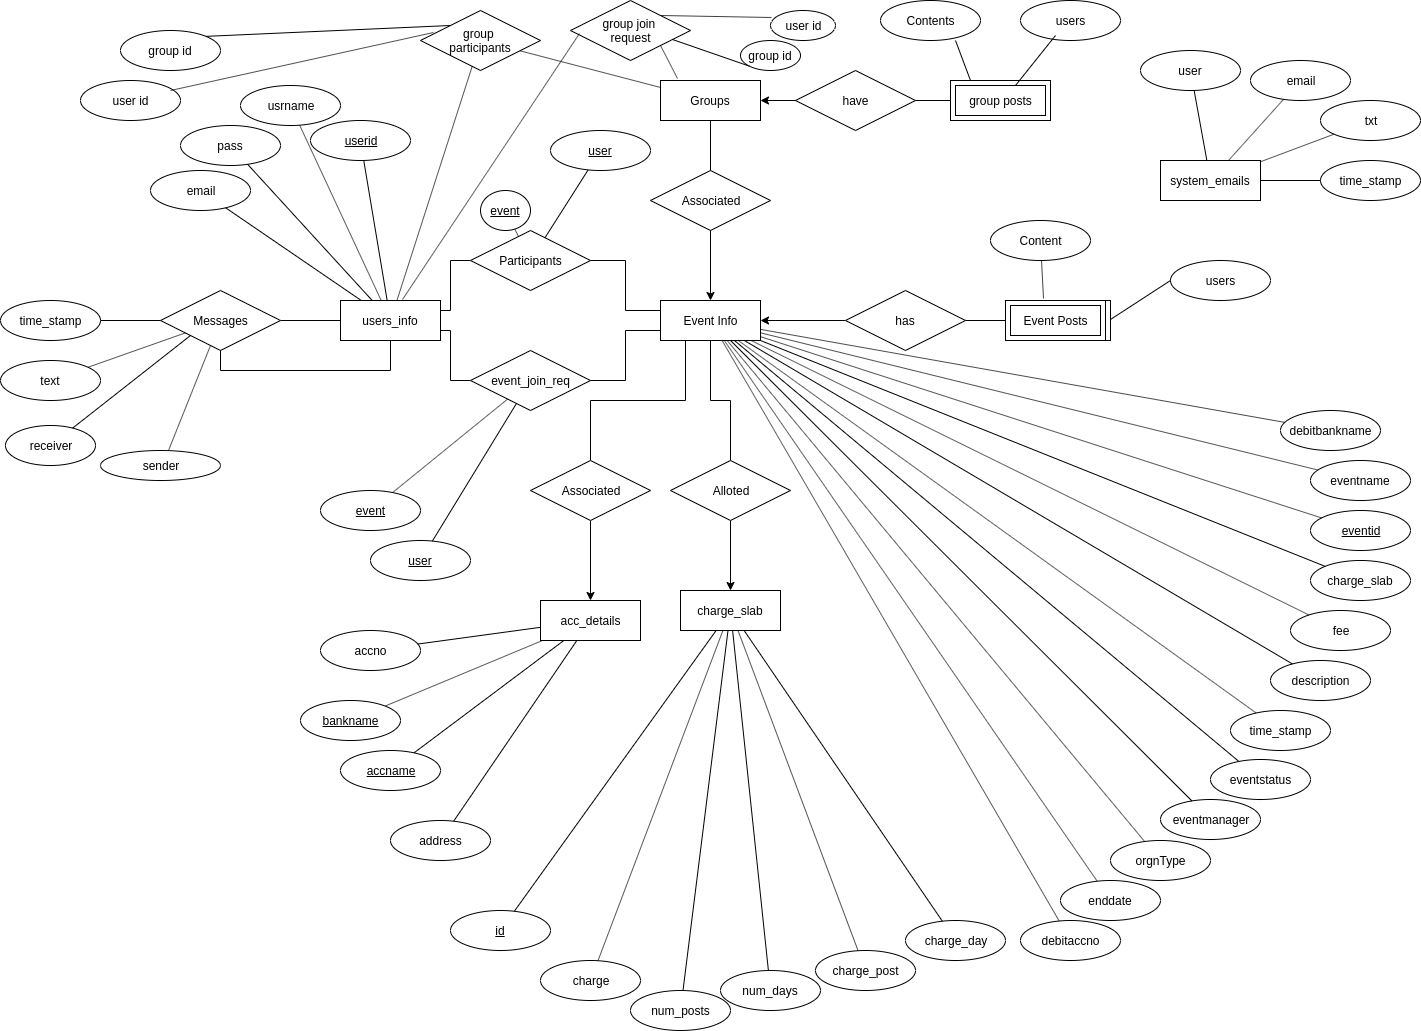 group
participants
group join
request
user id
Contents
users
group id
group id
user
email
user id
usrname
Groups
have
group posts
txt
pass
userid
user
system_emails
time_stamp
email
event
Associated
Participants
Content
users
time_stamp
Messages
users_info
Event Info
has
Event Posts
text
event_join_req
receiver
sender
debitbankname
eventname
event
Associated
Alloted
eventid
user
charge_slab
acc_details
charge_slab
fee
accno
description
bankname
time_stamp
accname
eventstatus
address
eventmanager
orgnType
enddate
id
charge_day
debitaccno
charge
charge_post
num_days
num_posts